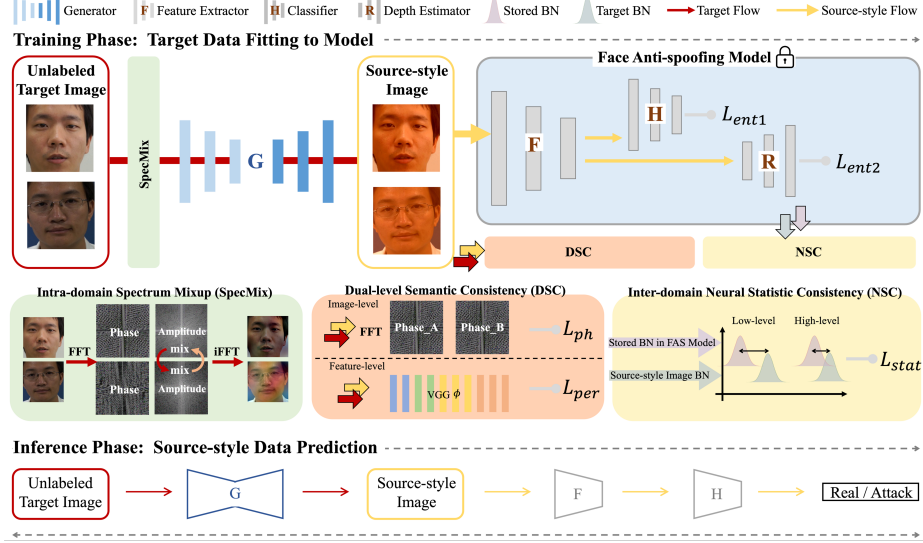 Generator F Feature Extractor H Classifier R Depth Estimator Stored BN Target BN Target Flow Source-style Flow
Training Phase: Target Data Fitting to Model
Unlabeled
Target Image
SpecMix
G
Source-style
Image
Face Anti-spoofing Model
F
H
L_ent1
R
L_ent2
DSC
NSC
Intra-domain Spectrum Mixup (SpecMix)
FFT
Phase
Phase
Amplitude
mix
mix
Amplitude
iFFT
Dual-level Semantic Consistency (DSC)
Image-level
FFT
Phase_A
Phase_B
L_ph
Feature-level
VGG ϕ
L_per
Inter-domain Neural Statistic Consistency (NSC)
Low-level
High-level
Stored BN in FAS Model
Source-style Image BN
L_stat
Inference Phase: Source-style Data Prediction
Unlabeled
Target Image
G
Source-style
Image
F
H
Real / Attack